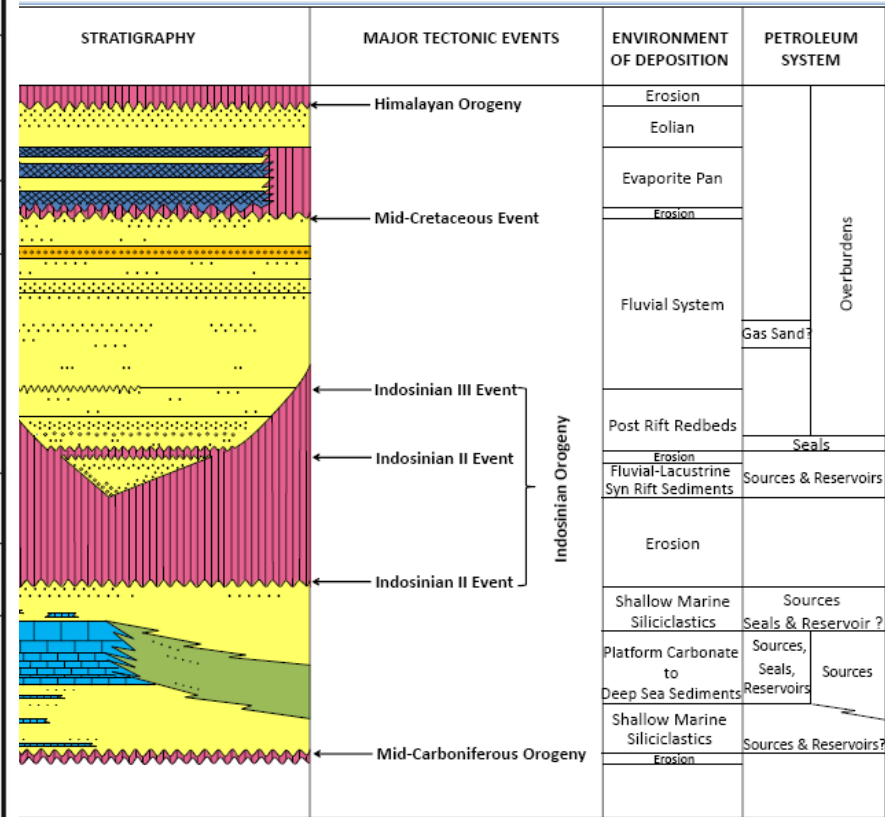 STRATIGRAPHY
MAJOR TECTONIC EVENTS
ENVIRONMENT
OF DEPOSITION
PETROLEUM
SYSTEM
Himalayan Orogeny
Mid-Cretaceous Event
Indosinian III Event
Indosinian II Event
Indosinian II Event
Indosinian Orogeny
Mid-Carboniferous Orogeny
Erosion
Eolian
Evaporite Pan
Erosion
Fluvial System
Post Rift Redbeds
Erosion
Fluvial-Lacustrine
Syn Rift Sediments
Erosion
Shallow Marine
Siliciclastics
Platform Carbonate
to
Deep Sea Sediments
Shallow Marine
Siliciclastics
Erosion
Overburdens
Gas Sand?
Seals
Sources & Reservoirs
Sources
Seals & Reservoir ?
Sources,
Seals,
Reservoirs
Sources
Sources & Reservoirs?